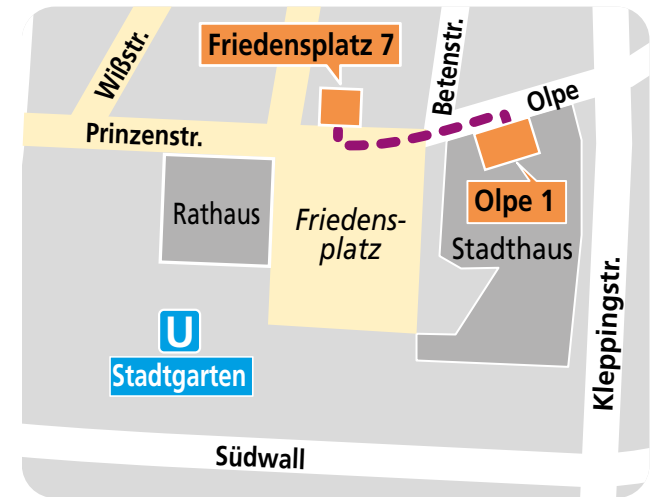 Wißstr.
Friedensplatz 7
Betenstr.
Olpe
Prinzenstr.
Olpe 1
Rathaus
Friedens-
platz
Stadthaus
Kleppingstr.
U
Stadtgarten
Südwall